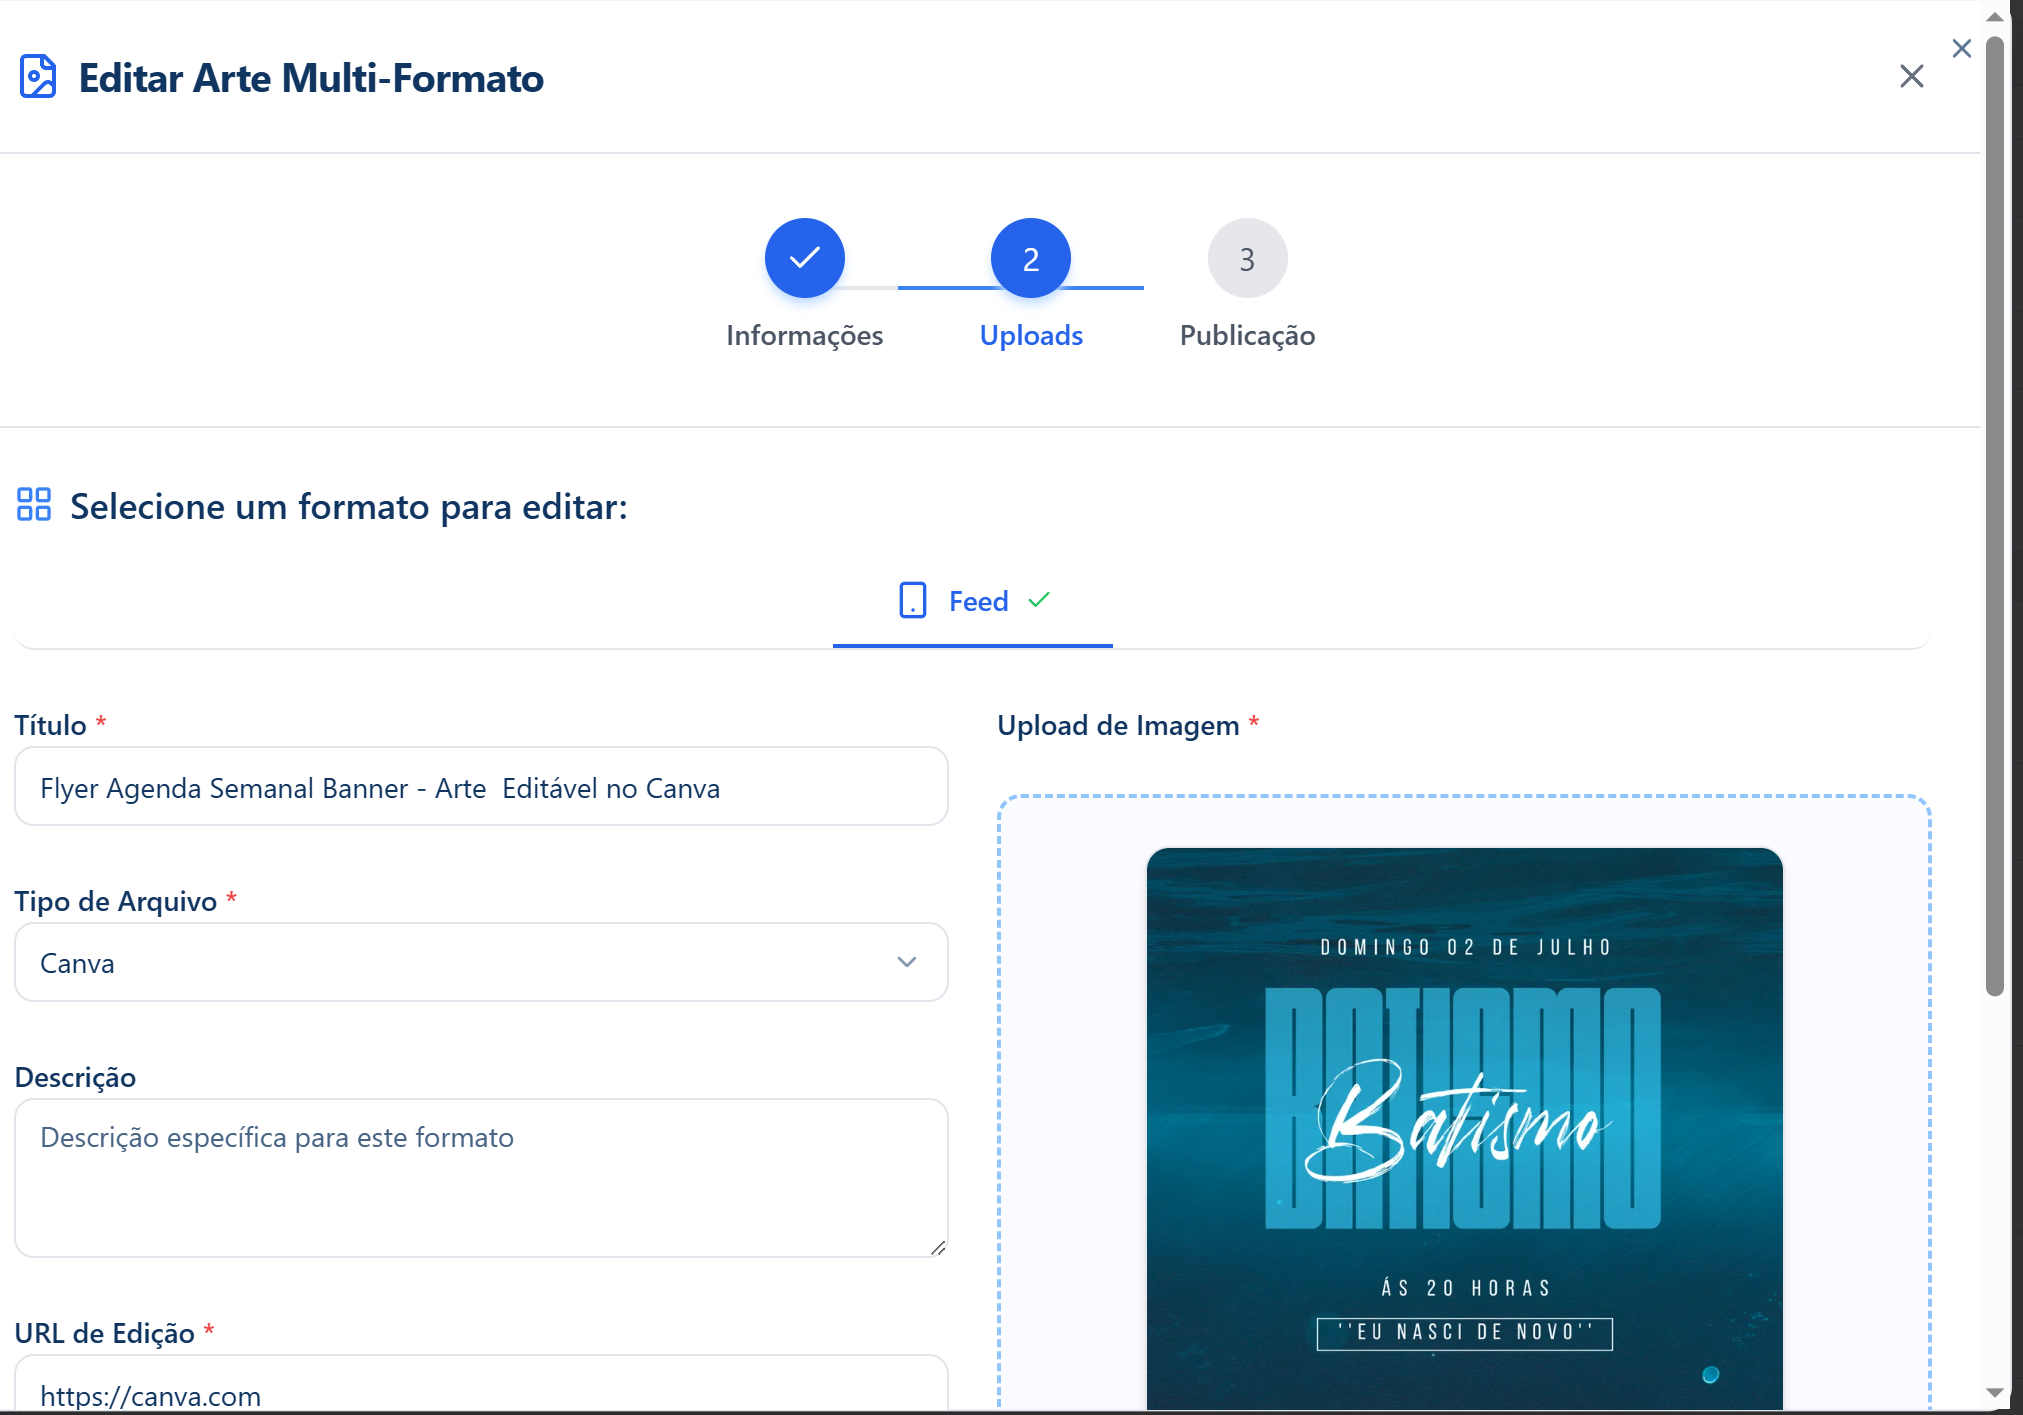 Editar Arte Multi-Formato
2
3
Informações
Uploads
Publicação
Selecione um formato para editar:
Feed
Título *
Flyer Agenda Semanal Banner - Arte  Editável no Canva
Tipo de Arquivo *
Canva
Descrição
Descrição específica para este formato
URL de Edição *
https://canva.com
Upload de Imagem *
DOMINGO 02 DE JULHO
BATISMO
Batismo
ÁS 20 HORAS
''EU NASCI DE NOVO''